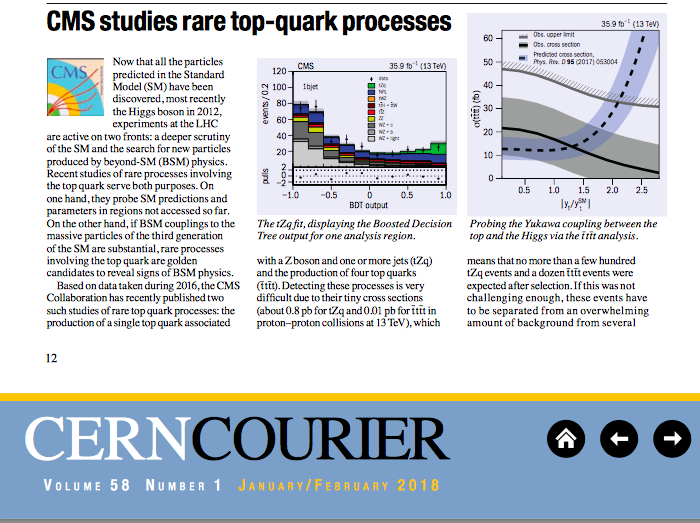 CMS studies rare top-quark processes
CMS
Now that all the particles
predicted in the Standard
Model (SM) have been
discovered, most recently
the Higgs boson in 2012,
experiments at the LHC
are active on two fronts: a deeper scrutiny
of the SM and the search for new particles
produced by beyond-SM (BSM) physics.
Recent studies of rare processes involving
the top quark serve both purposes. On
one hand, they probe SM predictions and
parameters in regions not accessed so far.
On the other hand, if BSM couplings to the
massive particles of the third generation
of the SM are substantial, rare processes
involving the top quark are golden
candidates to reveal signs of BSM physics.
Based on data taken during 2016, the CMS
Collaboration has recently published two
such studies of rare top quark processes: the
production of a single top quark associated
CMS 35.9 fb⁻¹ (13 TeV)
1bjet
data
tZq
NPL
tWZ
ZZ
WZ + c
WZ + b
WZ + light
events/0.2
120
100
80
60
40
20
pulls
2
0
−2
−1.0 −0.5 0 0.5 1.0
BDT output
The tZq fit, displaying the Boosted Decision
Tree output for one analysis region.
with a Z boson and one or more jets (tZq)
and the production of four top quarks
(tt̄tt̄). Detecting these processes is very
difficult due to their tiny cross sections
(about 0.8 pb for tZq and 0.01 pb for tt̄tt̄ in
proton–proton collisions at 13 TeV), which
35.9 fb⁻¹ (13 TeV)
Obs. upper limit
Obs. cross section
Predicted cross section,
Phys. Rev. D 95 (2017) 053004
σ(tt̄tt̄) (fb)
60
50
40
30
20
10
0
0.5 1.0 1.5 2.0 2.5
|yt/ytSM|
Probing the Yukawa coupling between the
top and the Higgs via the tt̄tt̄ analysis.
means that no more than a few hundred
tZq events and a dozen tt̄tt̄ events were
expected after selection. If this was not
challenging enough, these events have
to be separated from an overwhelming
amount of background from several
12
CERNCOURIER
VOLUME 58 NUMBER 1 JANUARY/FEBRUARY 2018